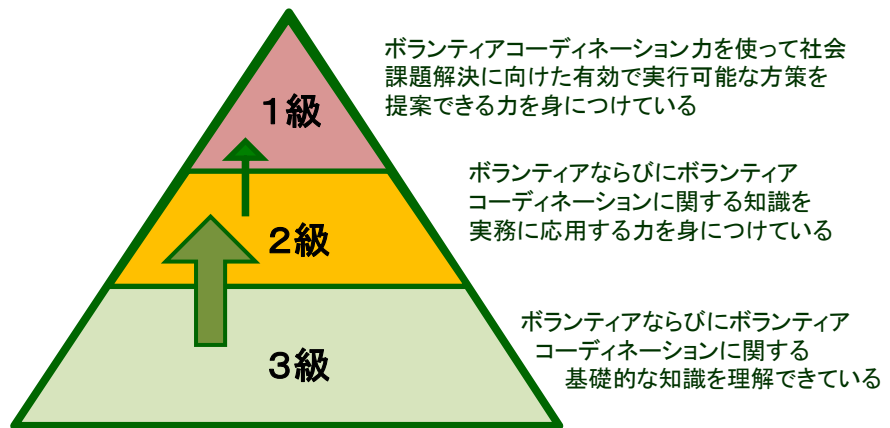 1級
ボランティアコーディネーション力を使って社会
課題解決に向けた有効で実行可能な方策を
提案できる力を身につけている
2級
ボランティアならびにボランティア
コーディネーションに関する知識を
実務に応用する力を身につけている
3級
ボランティアならびにボランティア
コーディネーションに関する
基礎的な知識を理解できている